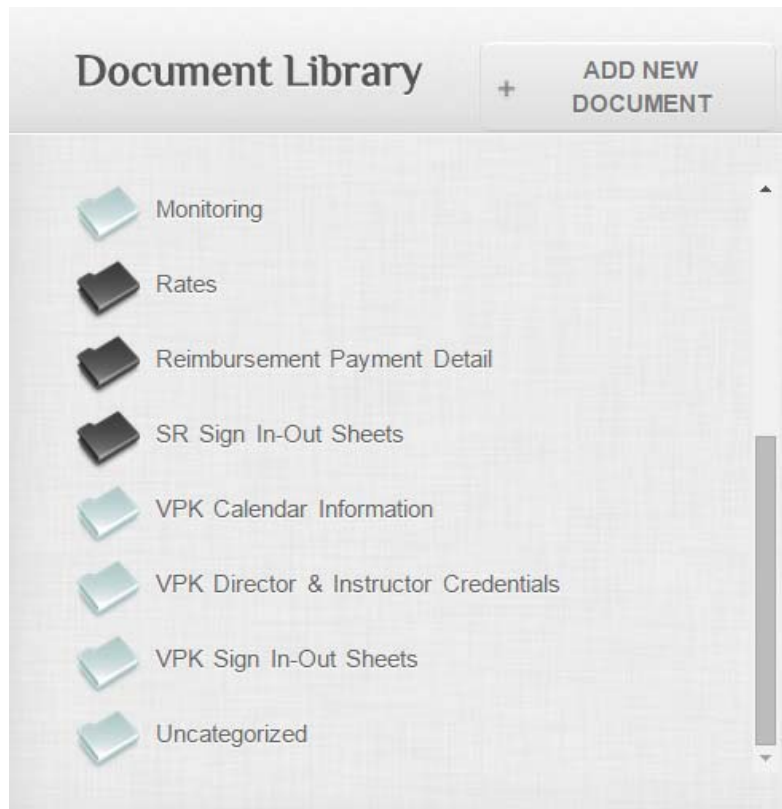 Document Library
+ ADD NEW
DOCUMENT
Monitoring
Rates
Reimbursement Payment Detail
SR Sign In-Out Sheets
VPK Calendar Information
VPK Director & Instructor Credentials
VPK Sign In-Out Sheets
Uncategorized